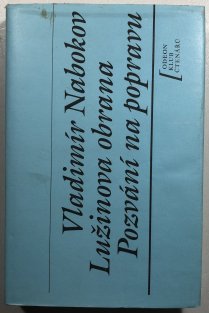 Vladimír Nabokov
Lužinova obrana
Pozvání na popravu
ODEON
KLUB
ČTENÁŘŮ